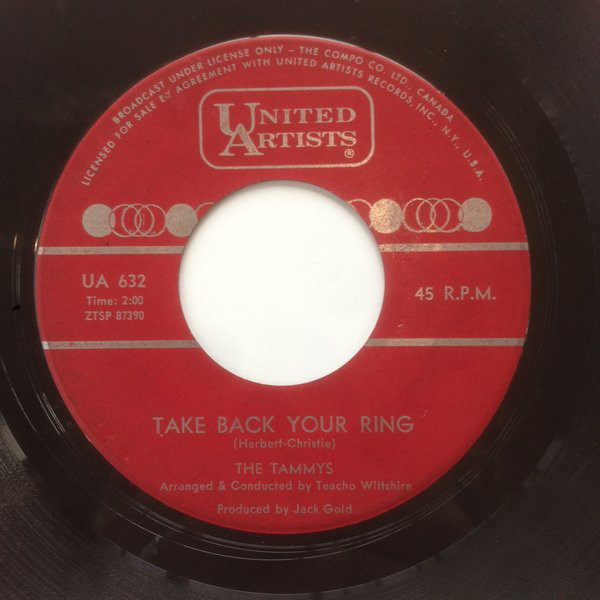 BROADCAST UNDER LICENSE ONLY – THE COMPO CO. LTD., CANADA
LICENSED FOR SALE BY AGREEMENT WITH UNITED ARTISTS RECORDS, INC., N.Y., U.S.A.
UNITED
ARTISTS ®
UA 632
Time: 2:00
ZTSP 87390
45 R.P.M.
TAKE BACK YOUR RING
(Herbert-Christie)
THE TAMMYS
Arranged & Conducted by Teacho Wiltshire
Produced by Jack Gold